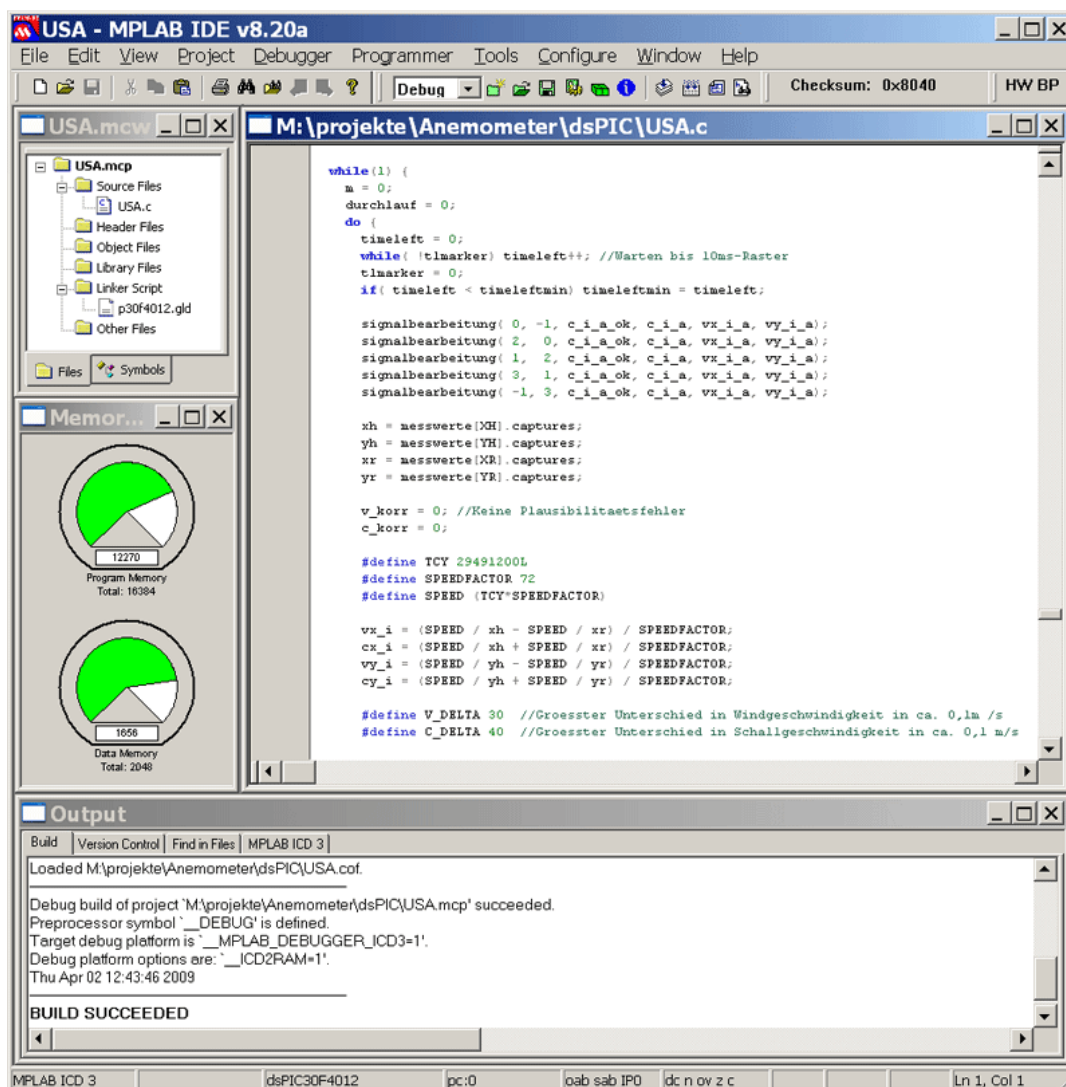 USA - MPLAB IDE v8.20a
File Edit View Project Debugger Programmer Tools Configure Window Help
Debug Checksum: 0x8040 HW BP
USA.mcw
USA.mcp
Source Files
USA.c
Header Files
Object Files
Library Files
Linker Script
p30f4012.gld
Other Files
Files Symbols
Memor...
12270
Program Memory
Total: 16384
1656
Data Memory
Total: 2048
M:\projekte\Anemometer\dsPIC\USA.c
while(1) {
m = 0;
durchlauf = 0;
do {
timeleft = 0;
while( !tlmarker) timeleft++; //Warten bis 10ms-Raster
tlmarker = 0;
if( timeleft < timeleftmin) timeleftmin = timeleft;
signalbearbeitung( 0, -1, c_i_a_ok, c_i_a, vx_i_a, vy_i_a);
signalbearbeitung( 2, 0, c_i_a_ok, c_i_a, vx_i_a, vy_i_a);
signalbearbeitung( 1, 2, c_i_a_ok, c_i_a, vx_i_a, vy_i_a);
signalbearbeitung( 3, 1, c_i_a_ok, c_i_a, vx_i_a, vy_i_a);
signalbearbeitung( -1, 3, c_i_a_ok, c_i_a, vx_i_a, vy_i_a);
xh = messwerte[XH].captures;
yh = messwerte[YH].captures;
xr = messwerte[XR].captures;
yr = messwerte[YR].captures;
v_korr = 0; //Keine Plausibilitaetsfehler
c_korr = 0;
#define TCY 29491200L
#define SPEEDFACTOR 72
#define SPEED (TCY*SPEEDFACTOR)
vx_i = (SPEED / xh - SPEED / xr) / SPEEDFACTOR;
cx_i = (SPEED / xh + SPEED / xr) / SPEEDFACTOR;
vy_i = (SPEED / yh - SPEED / yr) / SPEEDFACTOR;
cy_i = (SPEED / yh + SPEED / yr) / SPEEDFACTOR;
#define V_DELTA 30 //Groesster Unterschied in Windgeschwindigkeit in ca. 0,1m /s
#define C_DELTA 40 //Groesster Unterschied in Schallgeschwindigkeit in ca. 0,1 m/s
Output
Build Version Control Find in Files MPLAB ICD 3
Loaded M:\projekte\Anemometer\dsPIC\USA.cof.
Debug build of project `M:\projekte\Anemometer\dsPIC\USA.mcp' succeeded.
Preprocessor symbol `__DEBUG' is defined.
Target debug platform is `__MPLAB_DEBUGGER_ICD3=1'.
Debug platform options are: `__ICD2RAM=1'.
Thu Apr 02 12:43:46 2009
BUILD SUCCEEDED
MPLAB ICD 3 dsPIC30F4012 pc:0 oab sab IP0 dc n ov z c Ln 1, Col 1